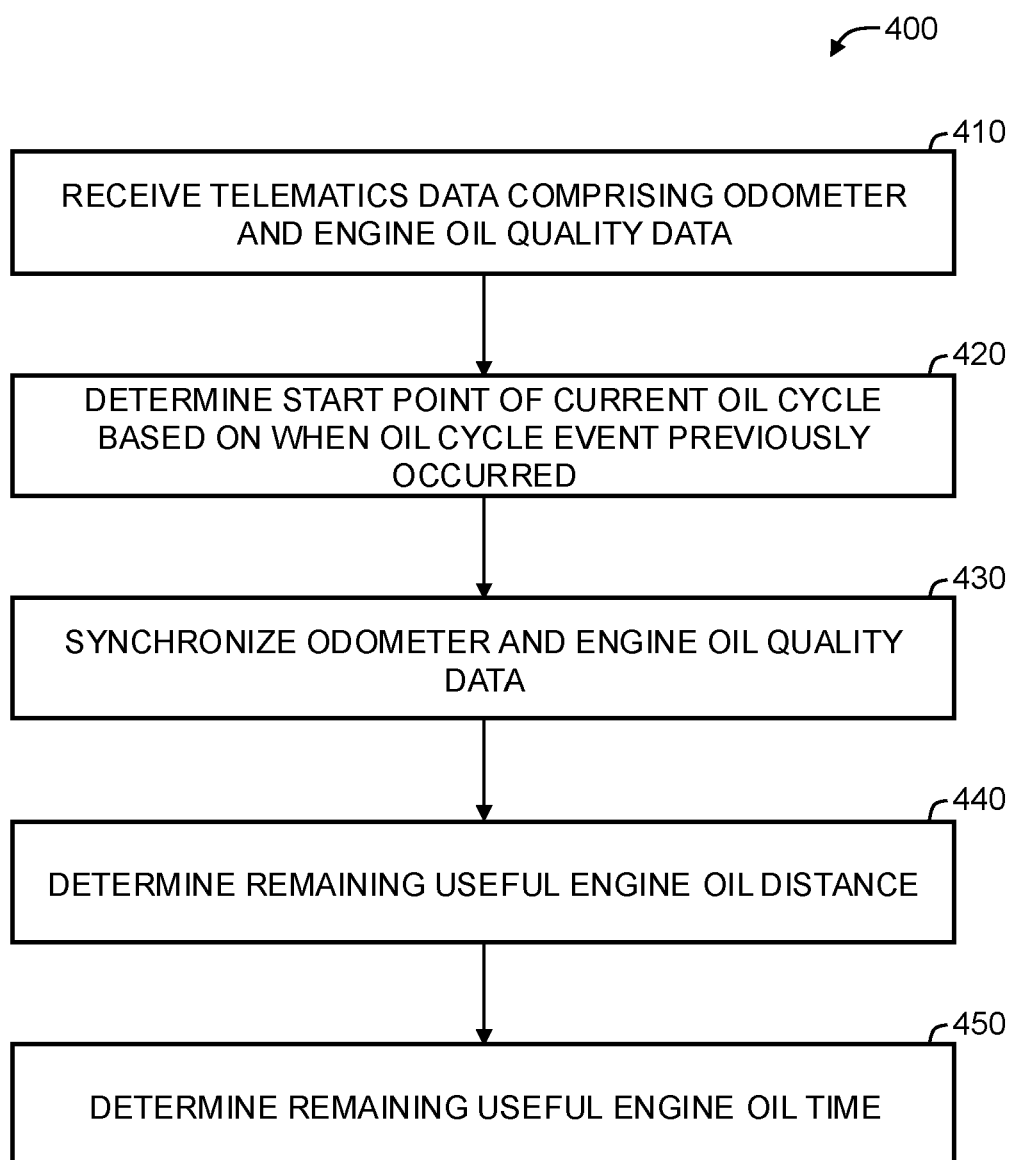 400
410
RECEIVE TELEMATICS DATA COMPRISING ODOMETER
AND ENGINE OIL QUALITY DATA
420
DETERMINE START POINT OF CURRENT OIL CYCLE
BASED ON WHEN OIL CYCLE EVENT PREVIOUSLY
OCCURRED
430
SYNCHRONIZE ODOMETER AND ENGINE OIL QUALITY
DATA
440
DETERMINE REMAINING USEFUL ENGINE OIL DISTANCE
450
DETERMINE REMAINING USEFUL ENGINE OIL TIME